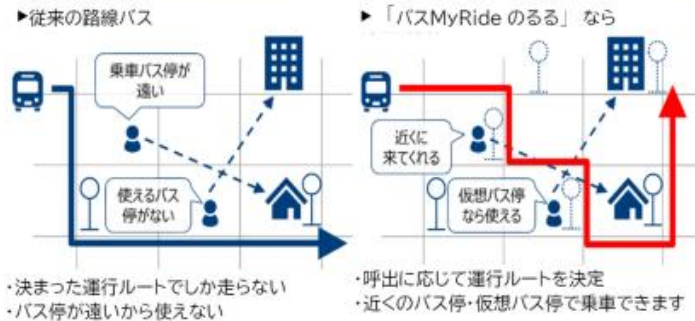 ▶従来の路線バス
乗車バス停が
遠い
使えるバス
停がない
・決まった運行ルートでしか走らない
・バス停が遠いから使えない
▶「バスMyRide のるる」なら
近くに
来てくれる
仮想バス停
なら使える
・呼出に応じて運行ルートを決定
・近くのバス停・仮想バス停で乗車できます